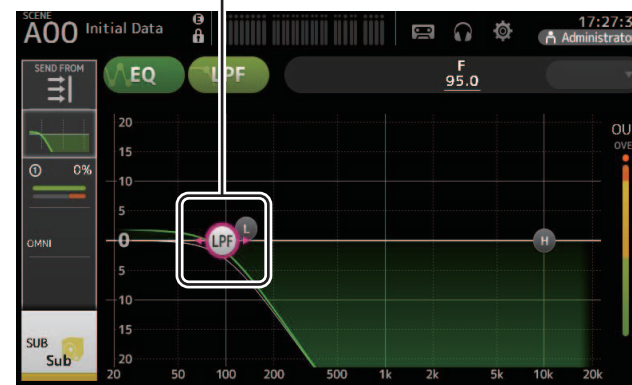 SCENE
A00 Initial Data
E
17:27:3
Administrato
SEND FROM
EQ
LPF
F
95.0
20
15
10
5
0
5
10
15
20
OU
OVE
① 0%
OMNI
LPF
L
H
SUB
Sub
20 50 100 200 500 1k 2k 5k 10k 20k